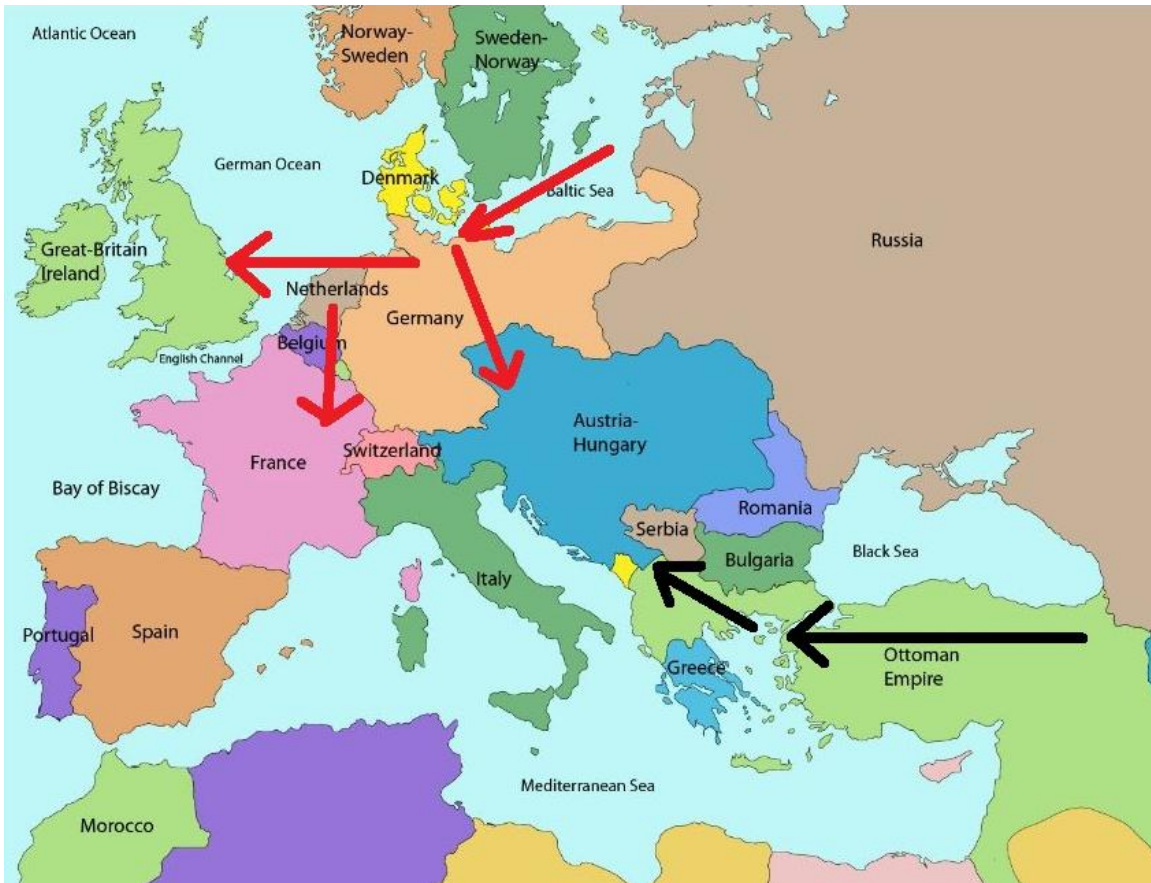 Atlantic Ocean
Norway-
Sweden
Sweden-
Norway
German Ocean
Denmark
Baltic Sea
Great-Britain
Ireland
Russia
Netherlands
Germany
Belgium
English Channel
Austria-
Hungary
Switzerland
France
Bay of Biscay
Romania
Serbia
Black Sea
Bulgaria
Italy
Portugal
Spain
Greece
Ottoman
Empire
Mediterranean Sea
Morocco